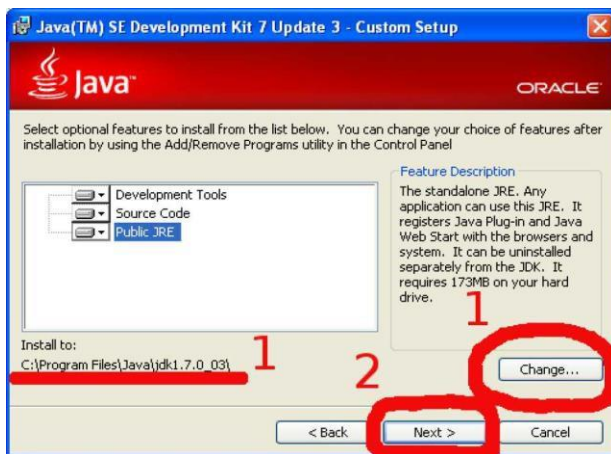 Java(TM) SE Development Kit 7 Update 3 - Custom Setup
Java™
ORACLE
Select optional features to install from the list below. You can change your choice of features after
installation by using the Add/Remove Programs utility in the Control Panel
Development Tools
Source Code
Public JRE
Feature Description
The standalone JRE. Any
application can use this JRE. It
registers Java Plug-in and Java
Web Start with the browsers and
system. It can be uninstalled
separately from the JDK. It
requires 173MB on your hard
drive.
Install to:
C:\Program Files\Java\jdk1.7.0_03\
1
1
Change...
2
< Back
Next >
Cancel